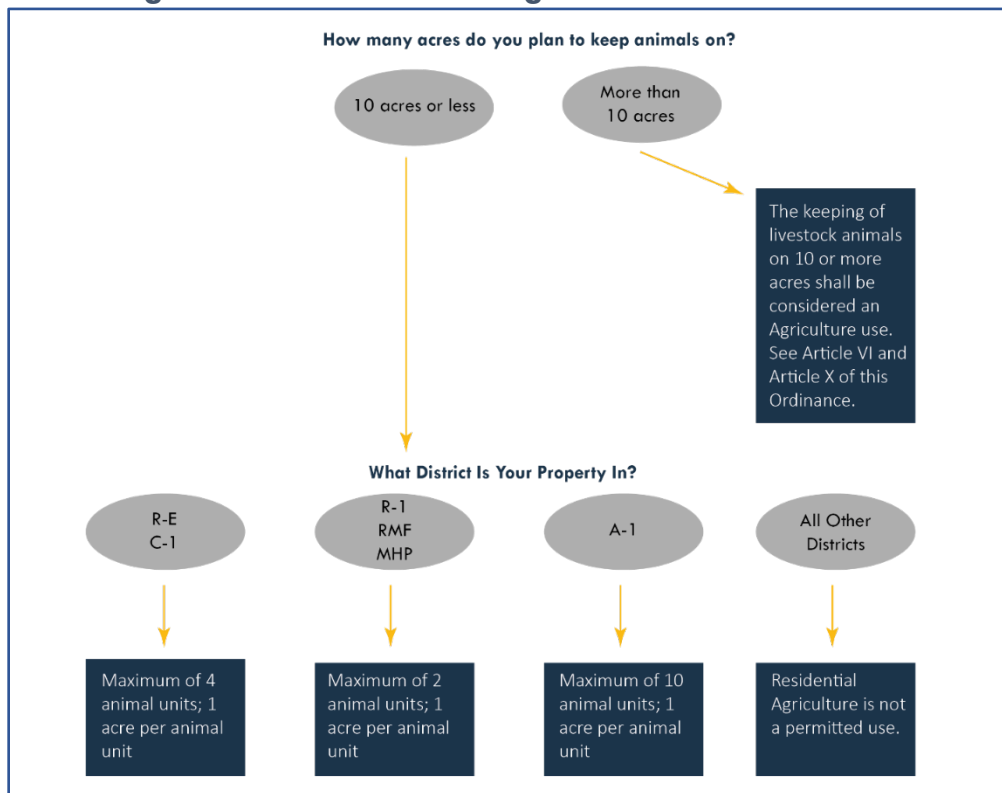 How many acres do you plan to keep animals on?
10 acres or less
More than
10 acres
The keeping of
livestock animals
on 10 or more
acres shall be
considered an
Agriculture use.
See Article VI and
Article X of this
Ordinance.
What District Is Your Property In?
R-E
C-1
R-1
RMF
MHP
A-1
All Other
Districts
Maximum of 4
animal units; 1
acre per animal
unit
Maximum of 2
animal units; 1
acre per animal
unit
Maximum of 10
animal units; 1
acre per animal
unit
Residential
Agriculture is not
a permitted use.